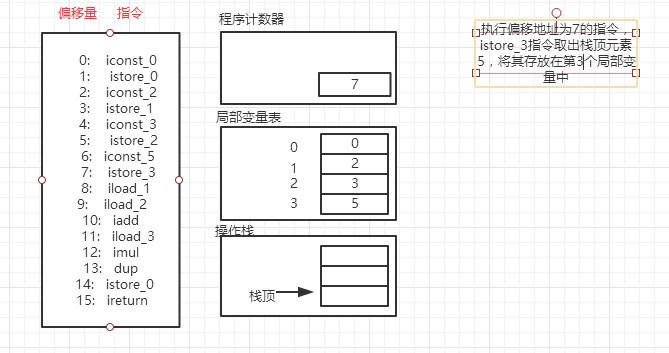 偏移量 指令
0: iconst_0
1: istore_0
2: iconst_2
3: istore_1
4: iconst_3
5: istore_2
6: iconst_5
7: istore_3
8: iload_1
9: iload_2
10: iadd
11: iload_3
12: imul
13: dup
14: istore_0
15: ireturn
程序计数器
7
局部变量表
0 0
1 2
2 3
3 5
操作栈
栈顶
执行偏移地址为7的指令，
istore_3指令取出栈顶元素
5，将其存放在第3个局部变
量中